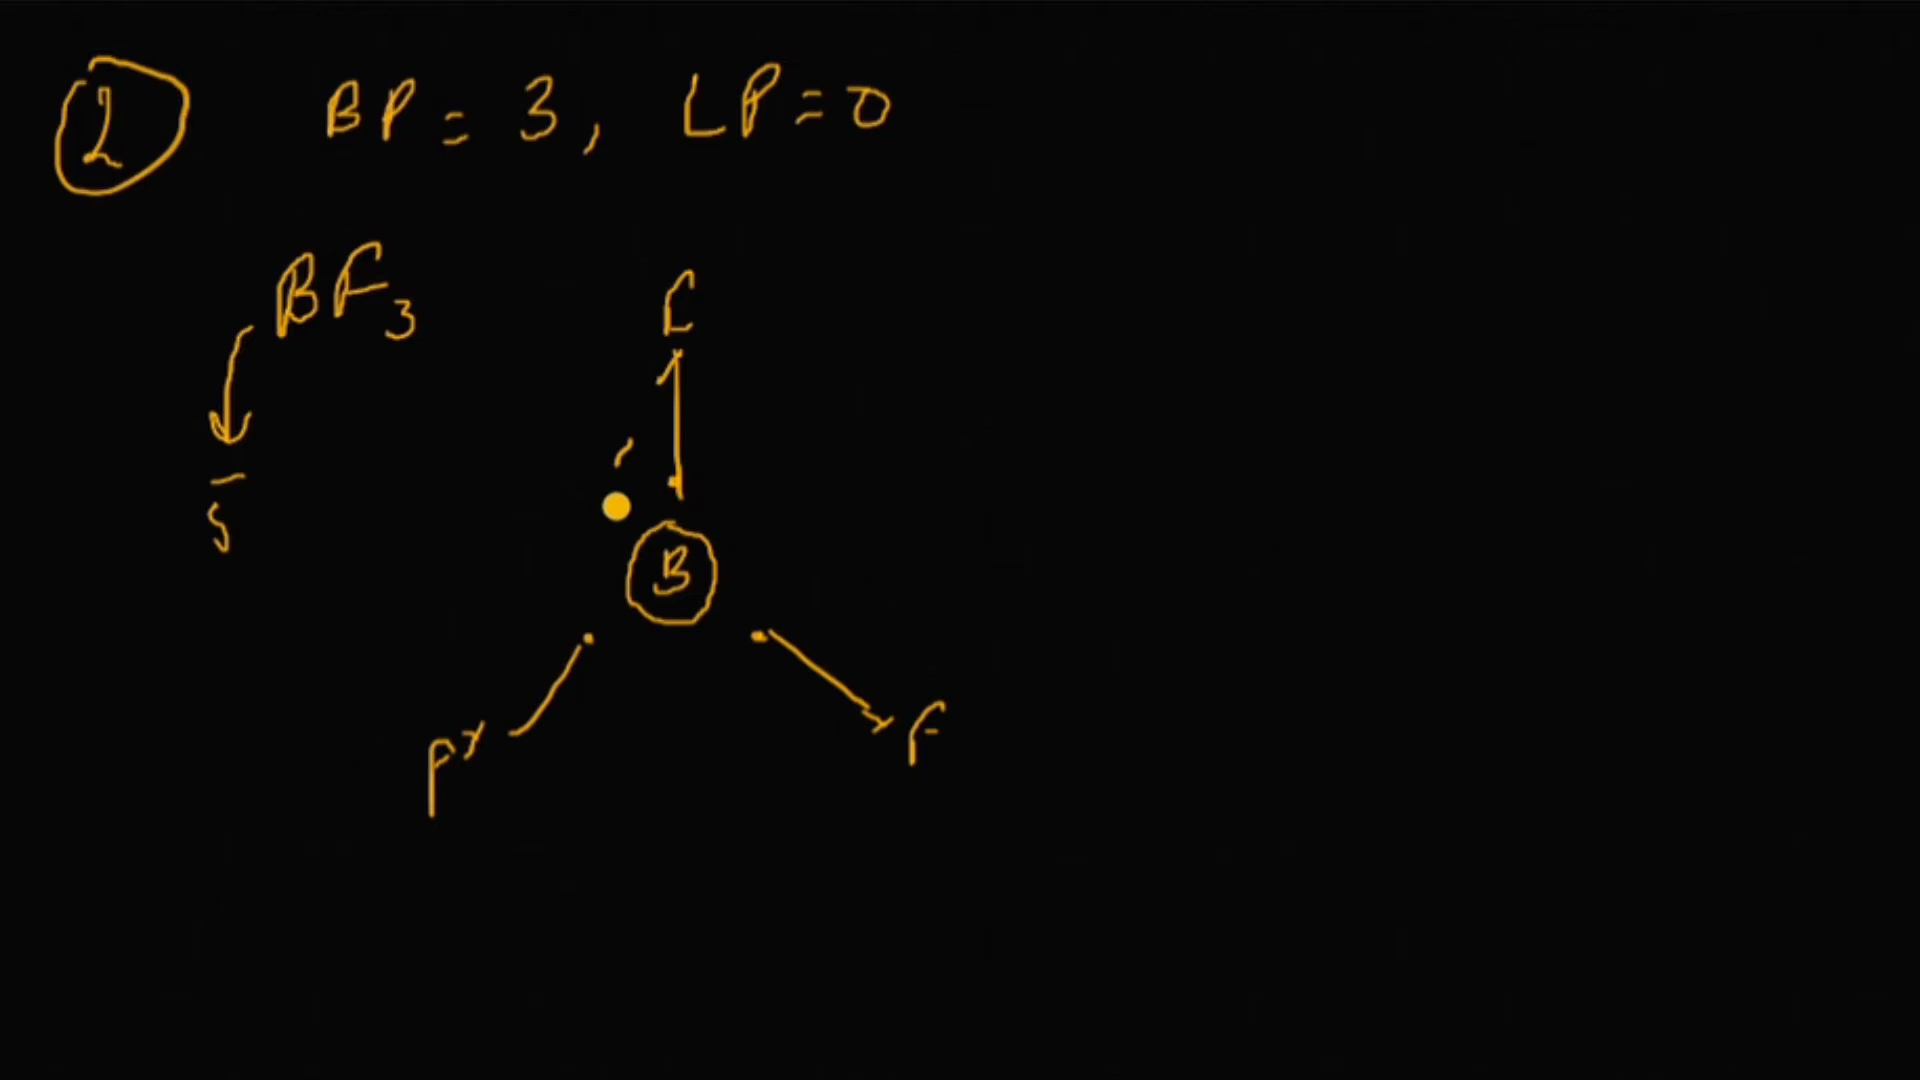 2 BP = 3, LP = 0
BF3
5
F
B
F F